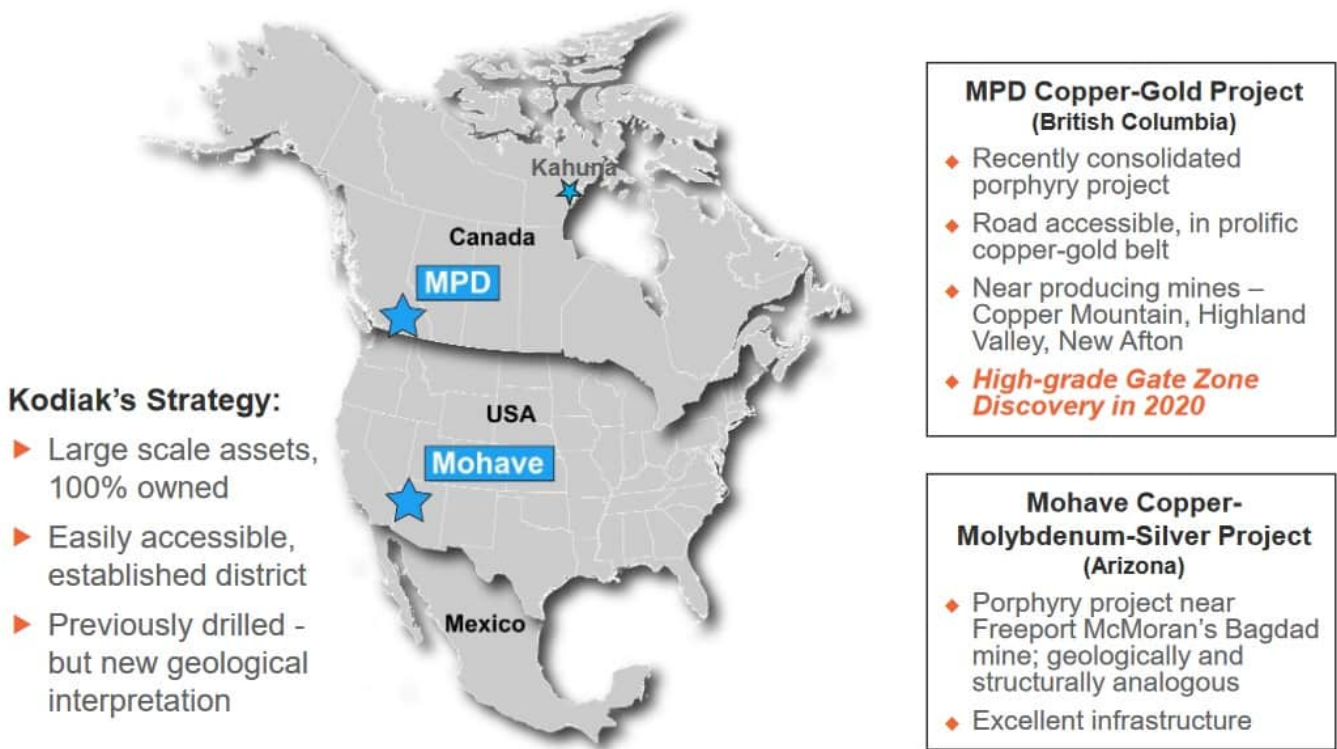 Kahuna
Canada
MPD
USA
Mohave
Mexico
Kodiak's Strategy:
Large scale assets,
100% owned
Easily accessible,
established district
Previously drilled -
but new geological
interpretation
MPD Copper-Gold Project
(British Columbia)
Recently consolidated
porphyry project
Road accessible, in prolific
copper-gold belt
Near producing mines –
Copper Mountain, Highland
Valley, New Afton
High-grade Gate Zone
Discovery in 2020
Mohave Copper-
Molybdenum-Silver Project
(Arizona)
Porphyry project near
Freeport McMoran's Bagdad
mine; geologically and
structurally analogous
Excellent infrastructure